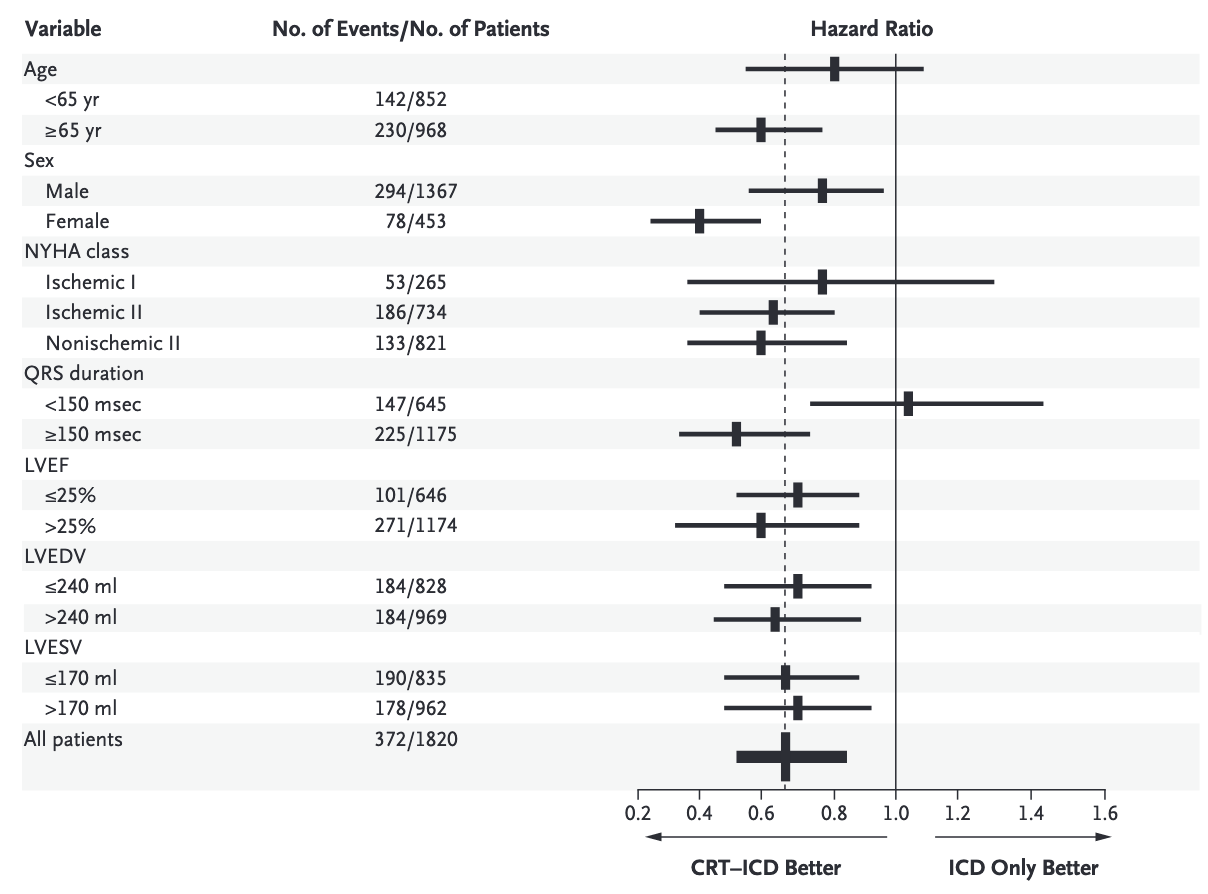 Variable No. of Events/No. of Patients Hazard Ratio
Age
<65 yr 142/852
≥65 yr 230/968
Sex
Male 294/1367
Female 78/453
NYHA class
Ischemic I 53/265
Ischemic II 186/734
Nonischemic II 133/821
QRS duration
<150 msec 147/645
≥150 msec 225/1175
LVEF
≤25% 101/646
>25% 271/1174
LVEDV
≤240 ml 184/828
>240 ml 184/969
LVESV
≤170 ml 190/835
>170 ml 178/962
All patients 372/1820
0.2 0.4 0.6 0.8 1.0 1.2 1.4 1.6
CRT–ICD Better ICD Only Better